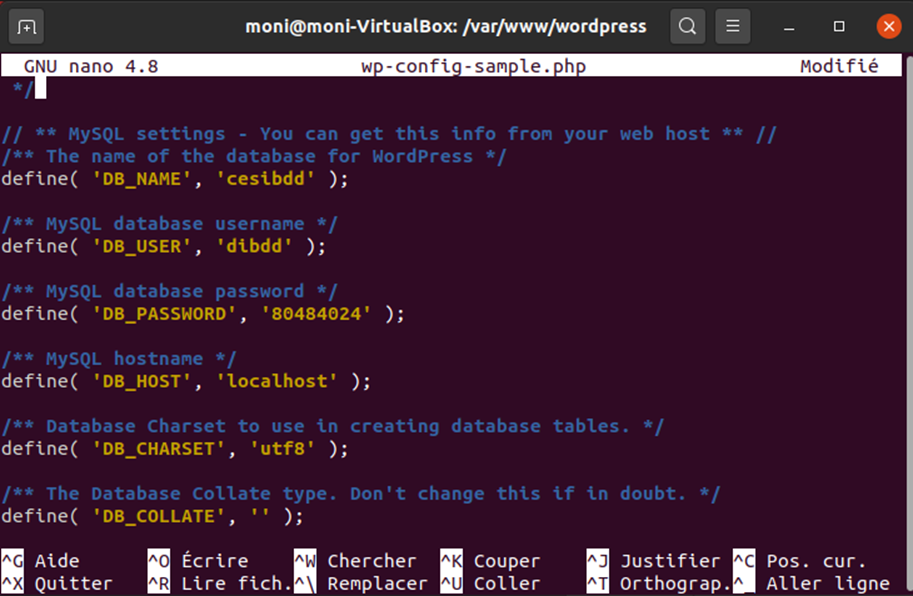 moni@moni-VirtualBox: /var/www/wordpress
GNU nano 4.8 wp-config-sample.php Modifié
*/
// ** MySQL settings - You can get this info from your web host ** //
/** The name of the database for WordPress */
define( 'DB_NAME', 'cesibdd' );
/** MySQL database username */
define( 'DB_USER', 'dibdd' );
/** MySQL database password */
define( 'DB_PASSWORD', '80484024' );
/** MySQL hostname */
define( 'DB_HOST', 'localhost' );
/** Database Charset to use in creating database tables. */
define( 'DB_CHARSET', 'utf8' );
/** The Database Collate type. Don't change this if in doubt. */
define( 'DB_COLLATE', '' );
^G Aide ^O Écrire ^W Chercher ^K Couper ^J Justifier ^C Pos. cur.
^X Quitter ^R Lire fich. ^\ Remplacer ^U Coller ^T Orthograp. ^_ Aller ligne